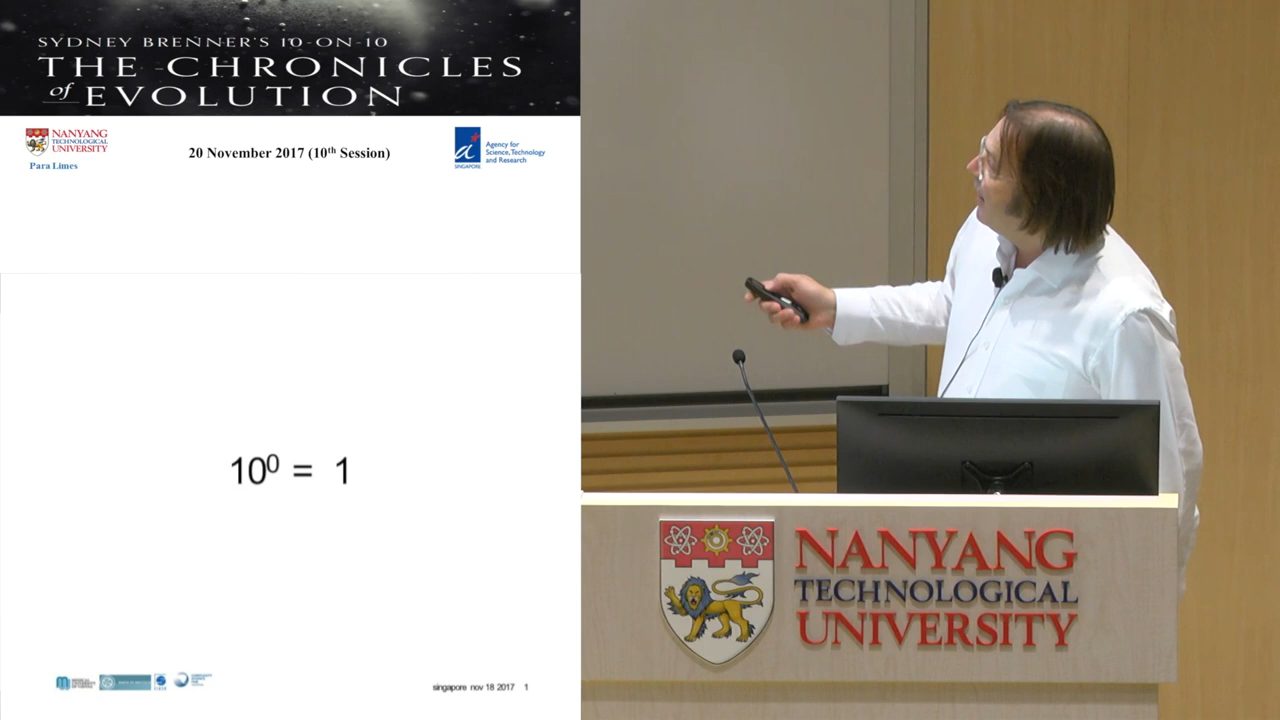 SYDNEY BRENNER'S 10-ON-10
THE CHRONICLES
of EVOLUTION
NANYANG
TECHNOLOGICAL
UNIVERSITY
Para Limes
20 November 2017 (10th Session)
Agency for
Science, Technology
and Research
SINGAPORE
10⁰ = 1
singapore nov 18 2017 1
NANYANG
TECHNOLOGICAL
UNIVERSITY